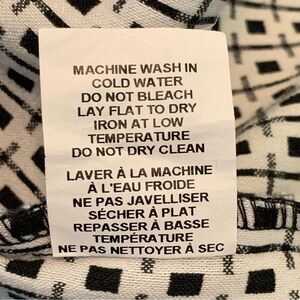 MACHINE WASH IN
COLD WATER
DO NOT BLEACH
LAY FLAT TO DRY
IRON AT LOW
TEMPERATURE
DO NOT DRY CLEAN
LAVER À LA MACHINE
À L'EAU FROIDE
NE PAS JAVELLISER
SÉCHER À PLAT
REPASSER À BASSE
TEMPÉRATURE
NE PAS NETTOYER À SEC